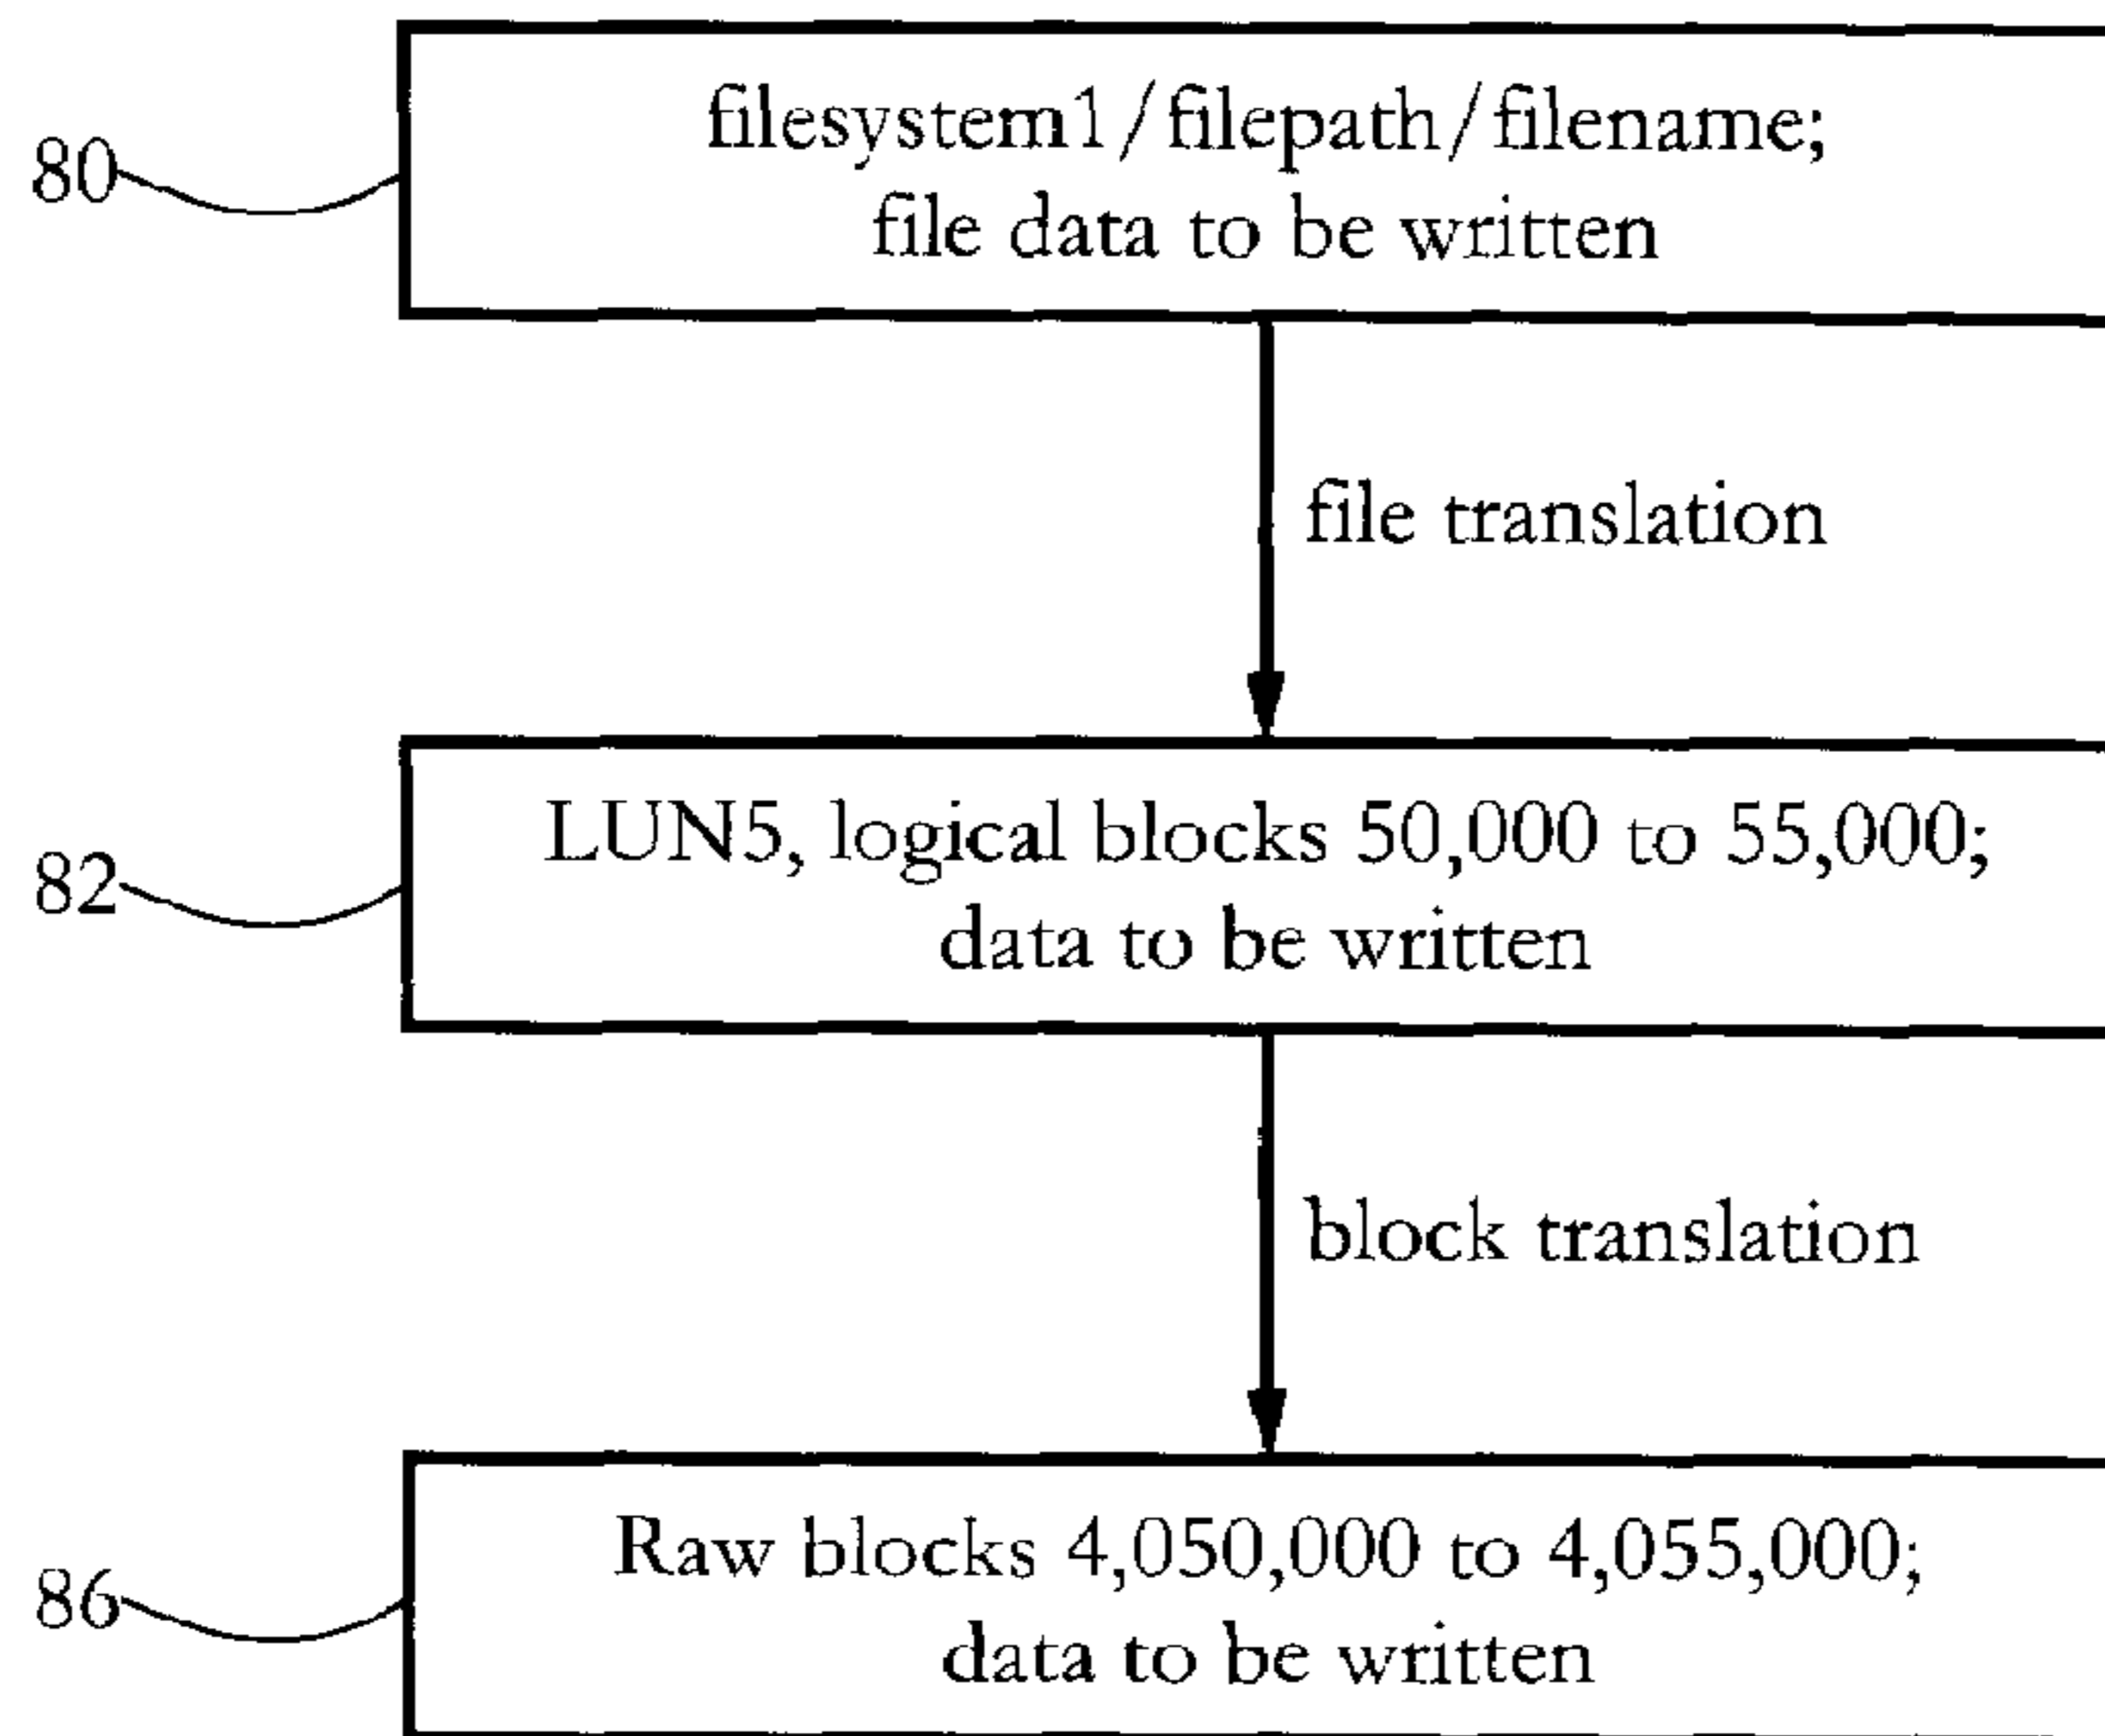 filesystem1/filepath/filename;
80
file data to be written
file translation
LUN5, logical blocks 50,000 to 55,000;
82
data to be written
block translation
Raw blocks 4,050,000 to 4,055,000;
86
data to be written